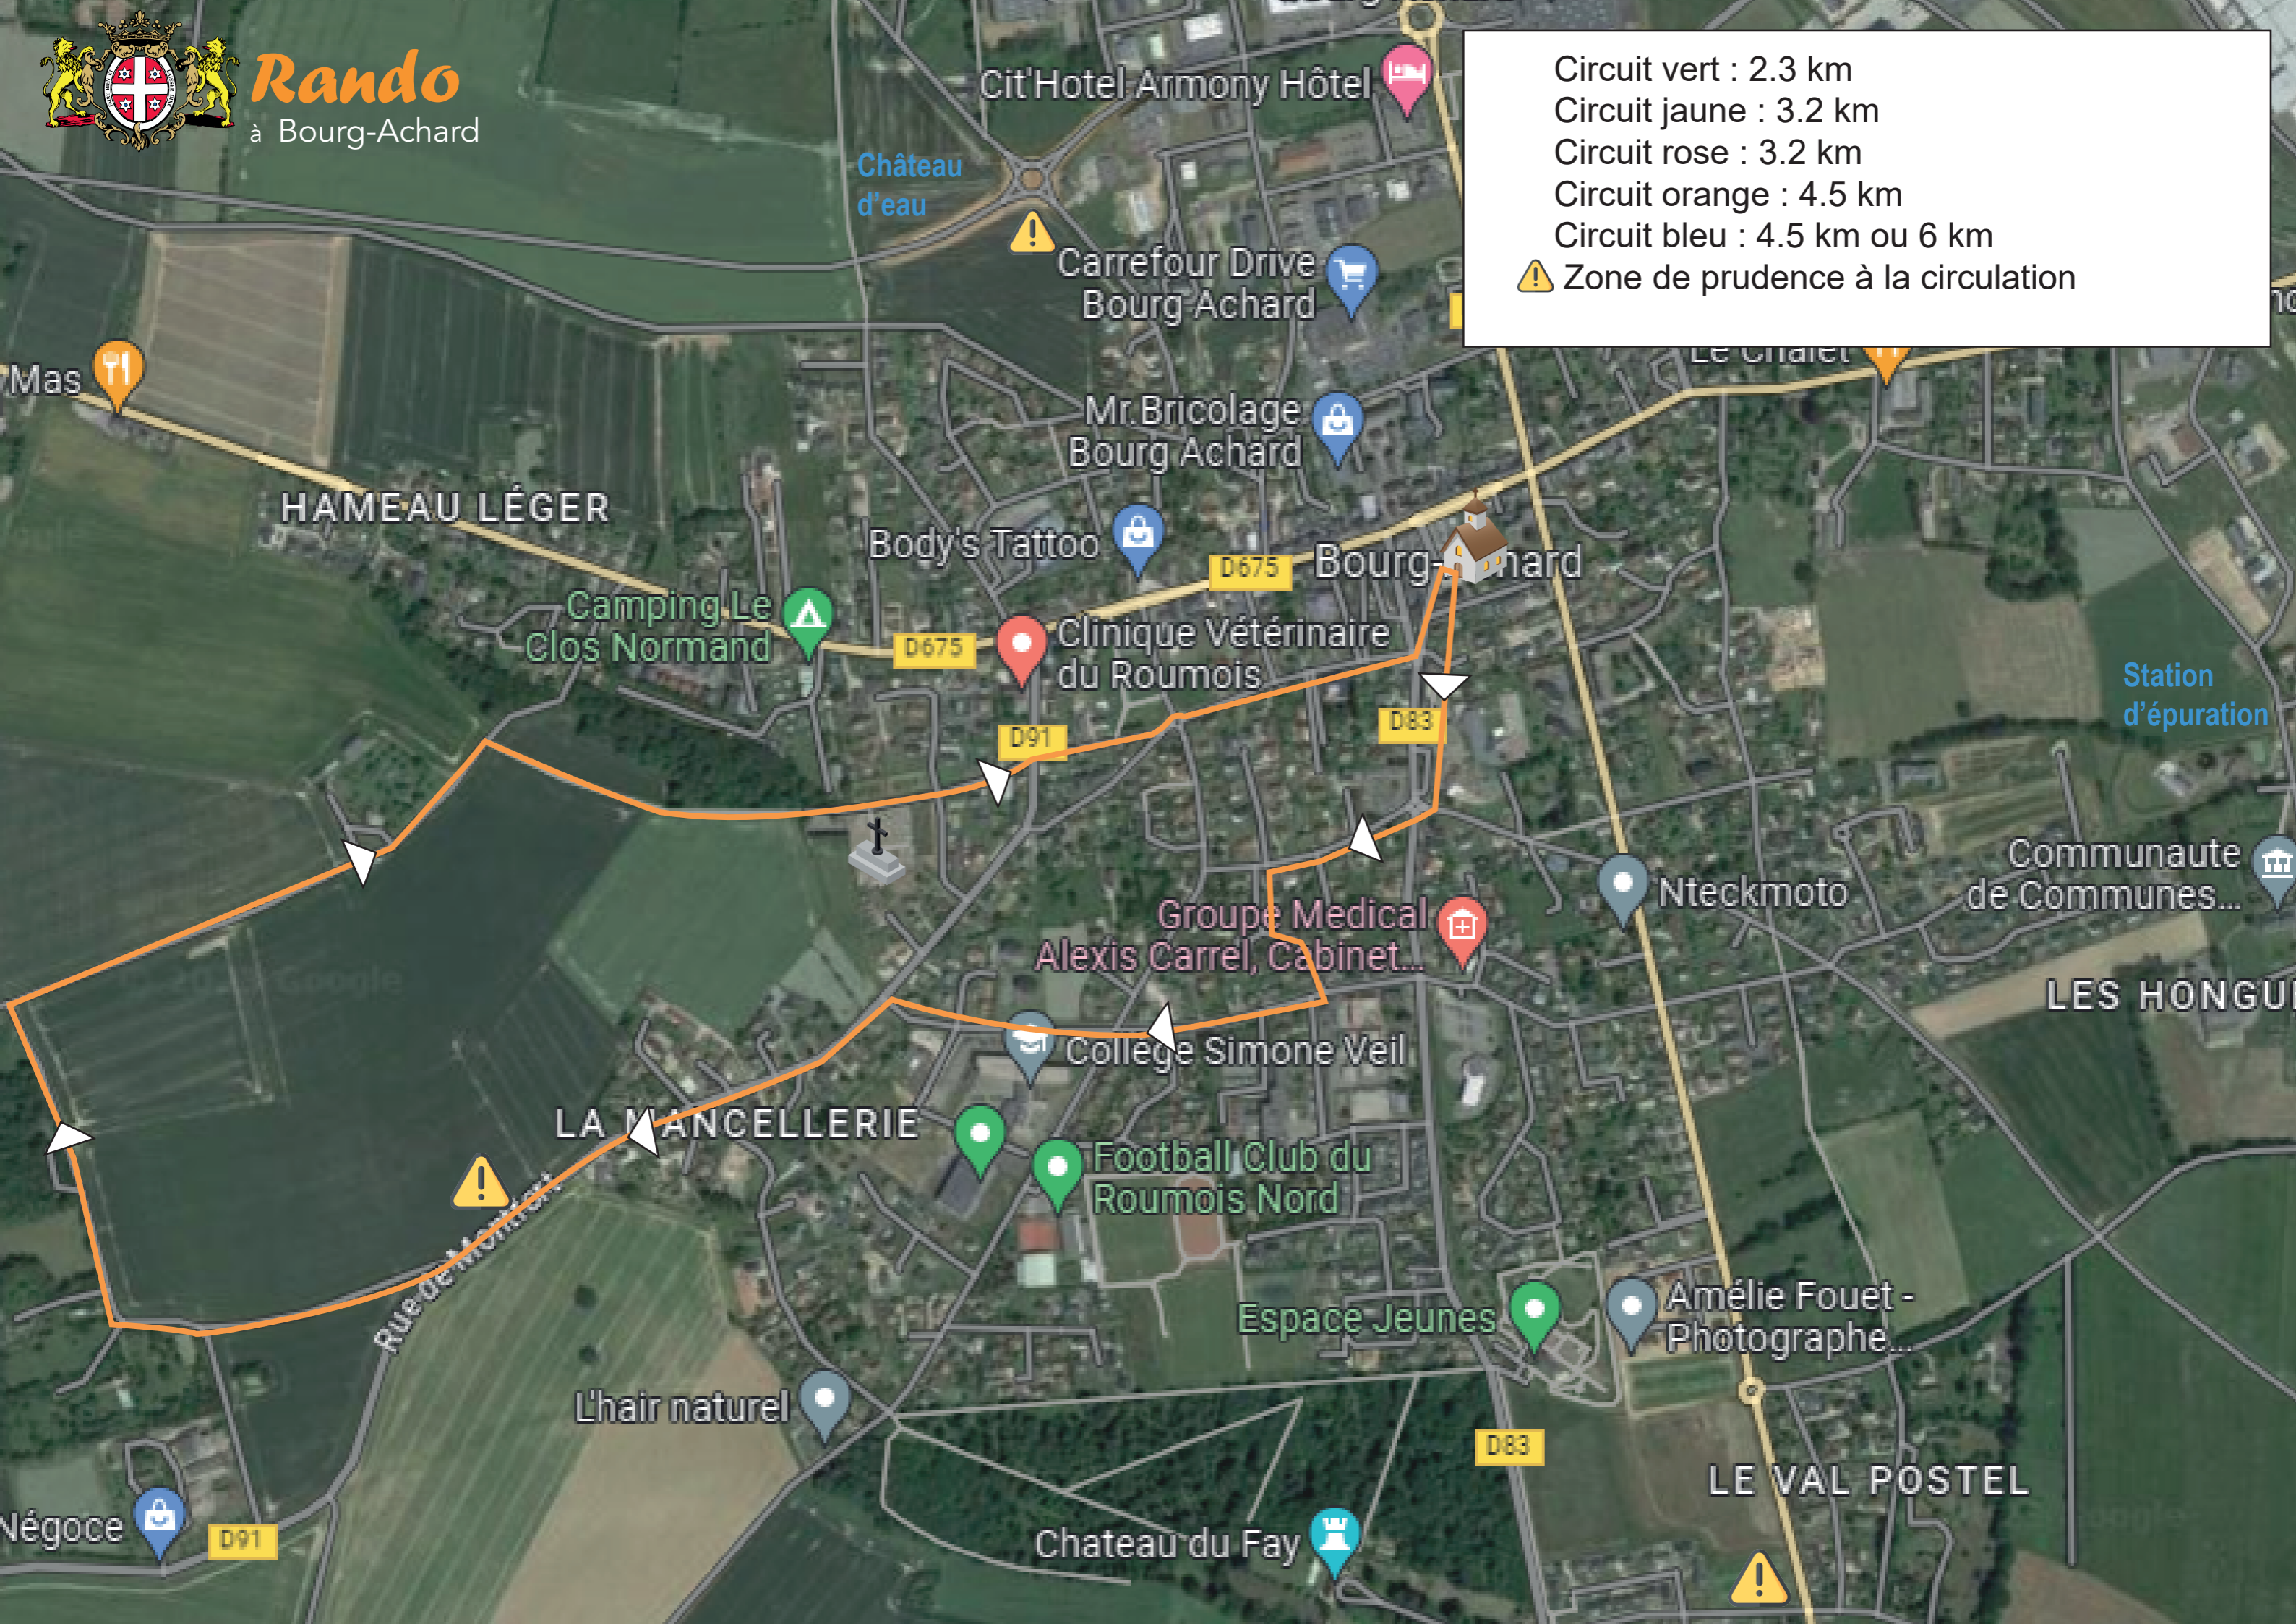 Rando
à Bourg-Achard
Circuit vert : 2.3 km
Circuit jaune : 3.2 km
Circuit rose : 3.2 km
Circuit orange : 4.5 km
Circuit bleu : 4.5 km ou 6 km
Zone de prudence à la circulation
Cit'Hotel Armony Hôtel
Château
d'eau
Carrefour Drive
Bourg Achard
Le Chalet
Mas
Mr.Bricolage
Bourg Achard
HAMEAU LÉGER
Body's Tattoo
D675
Camping Le
Clos Normand
D675
Clinique Vétérinaire
du Roumois
Station
d'épuration
D91
D83
Communaute
de Communes...
Nteckmoto
Groupe Medical
Alexis Carrel, Cabinet...
Google
Collège Simone Veil
LA MANCELLERIE
Football Club du
Roumois Nord
Rue de Montfort
Espace Jeunes
Amélie Fouet -
Photographe...
L'hair naturel
D83
LE VAL POSTEL
Négoce
D91
Chateau du Fay